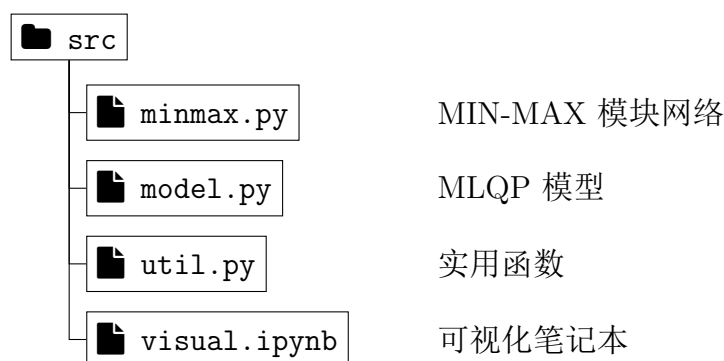 src
minmax.py MIN-MAX 模块网络
model.py MLQP 模型
util.py 实用函数
visual.ipynb 可视化笔记本